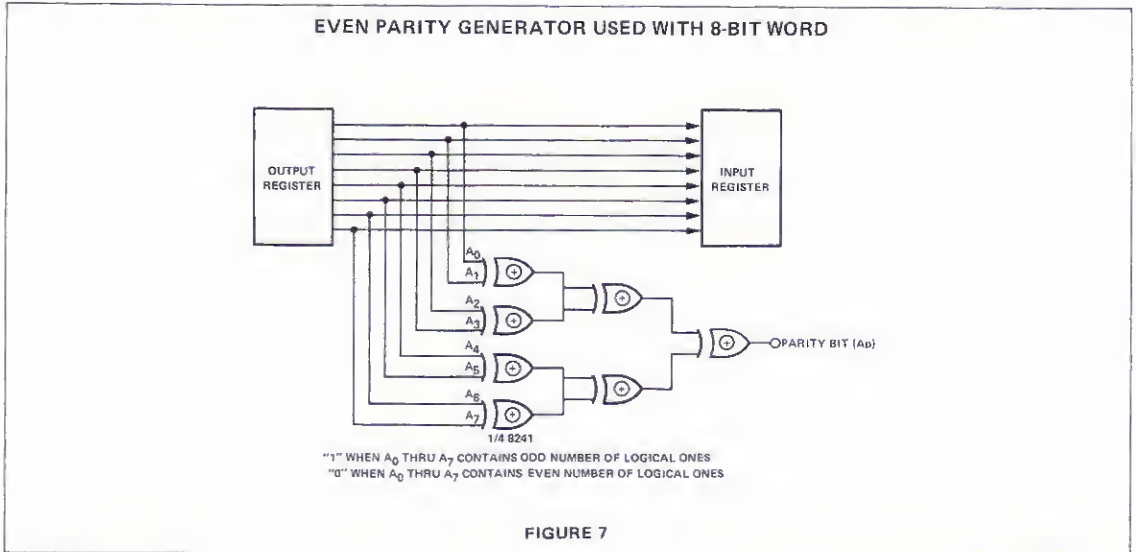 EVEN PARITY GENERATOR USED WITH 8-BIT WORD
OUTPUT
REGISTER
INPUT
REGISTER
A0
A1
A2
A3
A4
A5
A6
A7
1/4 8241
PARITY BIT (Ap)
"1" WHEN A0 THRU A7 CONTAINS ODD NUMBER OF LOGICAL ONES
"0" WHEN A0 THRU A7 CONTAINS EVEN NUMBER OF LOGICAL ONES
FIGURE 7